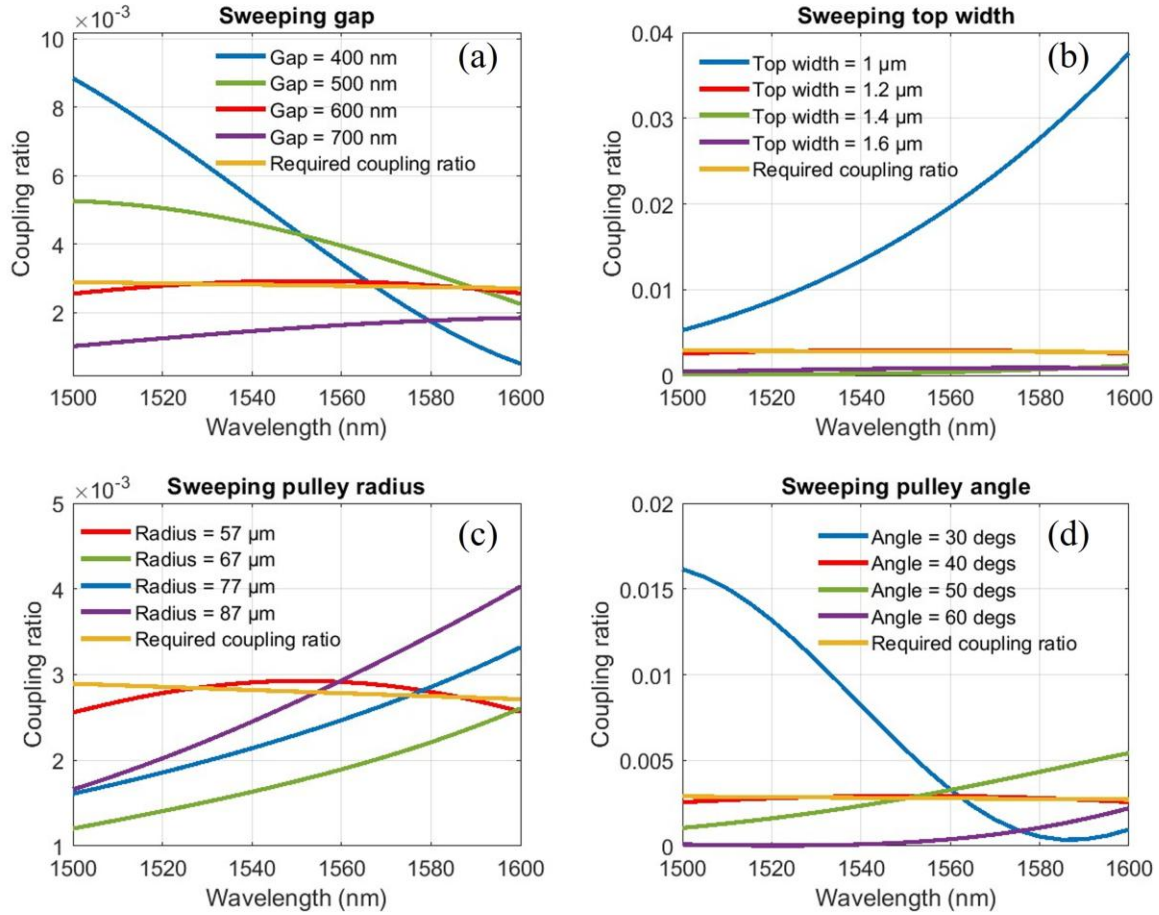 Sweeping gap
×10⁻³
(a)
Gap = 400 nm
Gap = 500 nm
Gap = 600 nm
Gap = 700 nm
Required coupling ratio
Coupling ratio
10
8
6
4
2
1500 1520 1540 1560 1580 1600
Wavelength (nm)
Sweeping top width
(b)
Top width = 1 µm
Top width = 1.2 µm
Top width = 1.4 µm
Top width = 1.6 µm
Required coupling ratio
Coupling ratio
0.04
0.03
0.02
0.01
0
1500 1520 1540 1560 1580 1600
Wavelength (nm)
Sweeping pulley radius
×10⁻³
(c)
Radius = 57 µm
Radius = 67 µm
Radius = 77 µm
Radius = 87 µm
Required coupling ratio
Coupling ratio
5
4
3
2
1
1500 1520 1540 1560 1580 1600
Wavelength (nm)
Sweeping pulley angle
(d)
Angle = 30 degs
Angle = 40 degs
Angle = 50 degs
Angle = 60 degs
Required coupling ratio
Coupling ratio
0.02
0.015
0.01
0.005
0
1500 1520 1540 1560 1580 1600
Wavelength (nm)